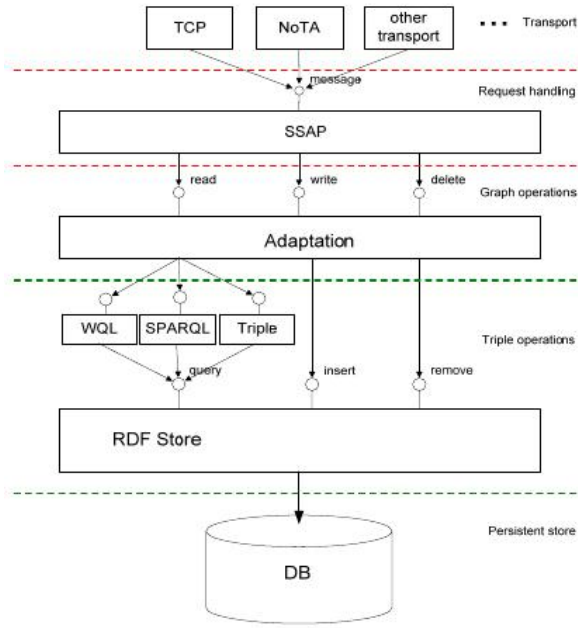 TCP
NoTA
other
transport
Transport
message
Request handling
SSAP
read
write
delete
Graph operations
Adaptation
WQL
SPARQL
Triple
Triple operations
query
insert
remove
RDF Store
Persistent store
DB